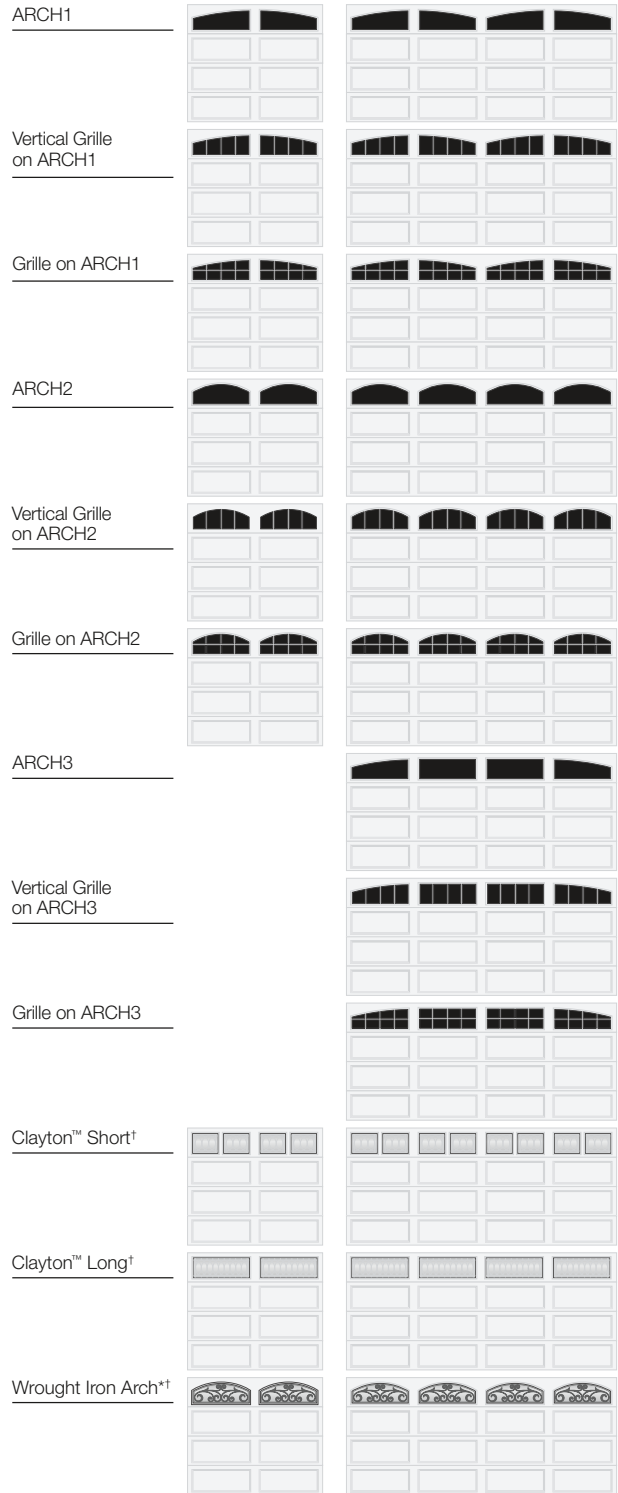 ARCH1
Vertical Grille
on ARCH1
Grille on ARCH1
ARCH2
Vertical Grille
on ARCH2
Grille on ARCH2
ARCH3
Vertical Grille
on ARCH3
Grille on ARCH3
Clayton™ Short†
Clayton™ Long†
Wrought Iron Arch*†